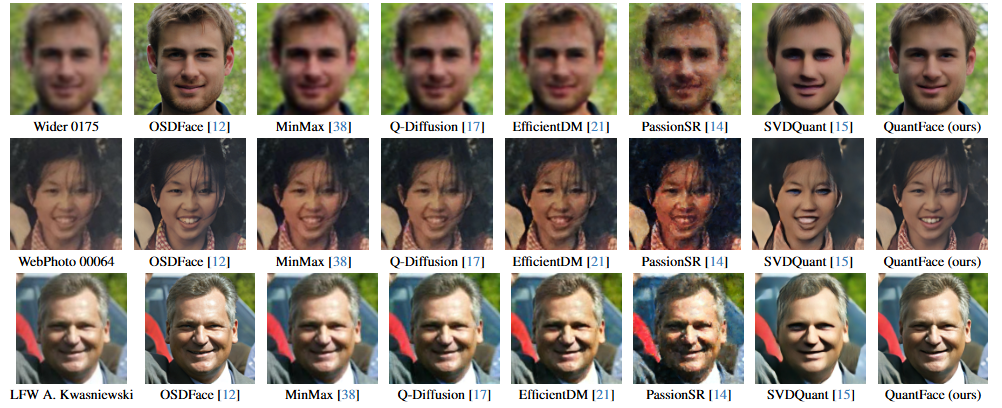 Wider 0175 OSDFace [12] MinMax [38] Q-Diffusion [17] EfficientDM [21] PassionSR [14] SVDQuant [15] QuantFace (ours)
WebPhoto 00064 OSDFace [12] MinMax [38] Q-Diffusion [17] EfficientDM [21] PassionSR [14] SVDQuant [15] QuantFace (ours)
LFW A. Kwasniewski OSDFace [12] MinMax [38] Q-Diffusion [17] EfficientDM [21] PassionSR [14] SVDQuant [15] QuantFace (ours)